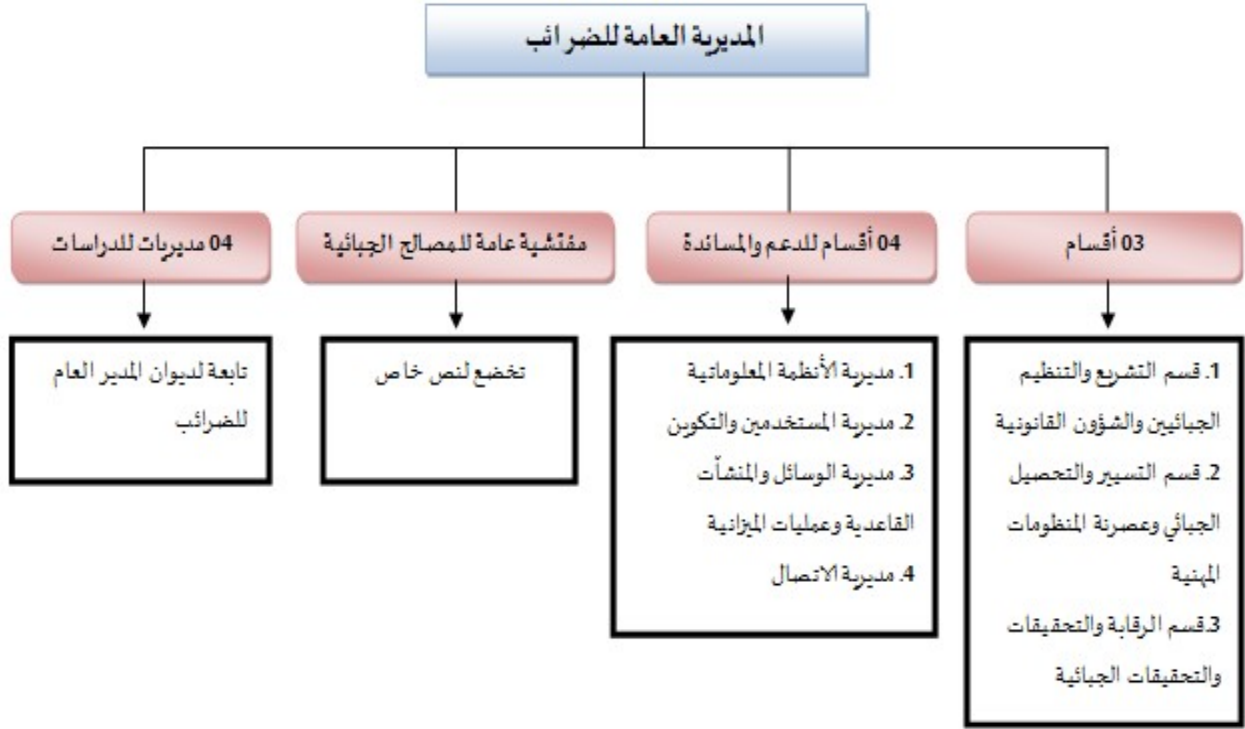 المديرية العامة للضرائب
03 أقسام
04 أقسام للدعم والمساندة
مفتشية عامة للمصالح الجبائية
04 مديريات للدراسات
1. قسم التشريع والتنظيم
الجبائيين والشؤون القانونية
2. قسم التسيير والتحصيل
الجبائي وعصرنة المنظومات
المهنية
3.قسم الرقابة والتحقيقات
والتحقيقات الجبائية
1. مديرية الأنظمة المعلوماتية
2. مديرية المستخدمين والتكوين
3. مديرية الوسائل والمنشآت
القاعدية وعمليات الميزانية
4. مديرية الاتصال
تخضع لنص خاص
تابعة لديوان المدير العام
للضرائب